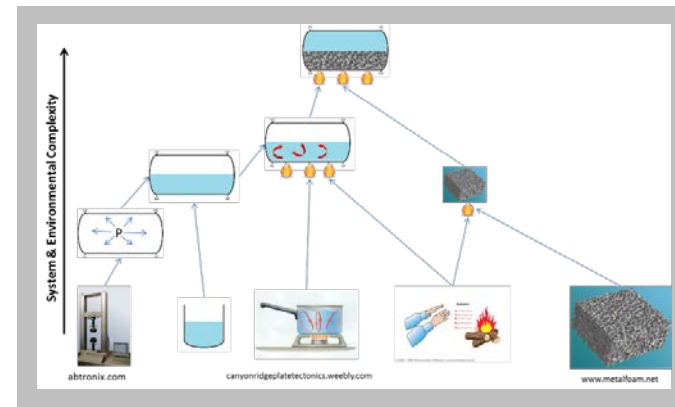 System & Environmental Complexity
P
abtronix.com
canyonridgeplatetectonics.weebly.com
www.metalfoam.net